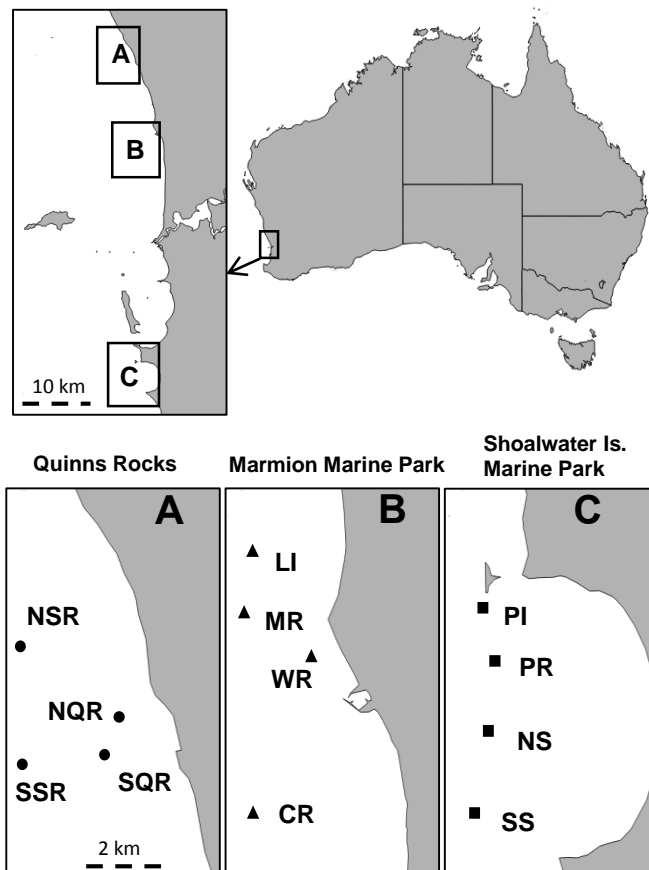 A
B
C
10 km
Quinns Rocks
Marmion Marine Park
Shoalwater Is.
Marine Park
A
NSR
NQR
SQR
SSR
2 km
B
LI
MR
WR
CR
C
PI
PR
NS
SS